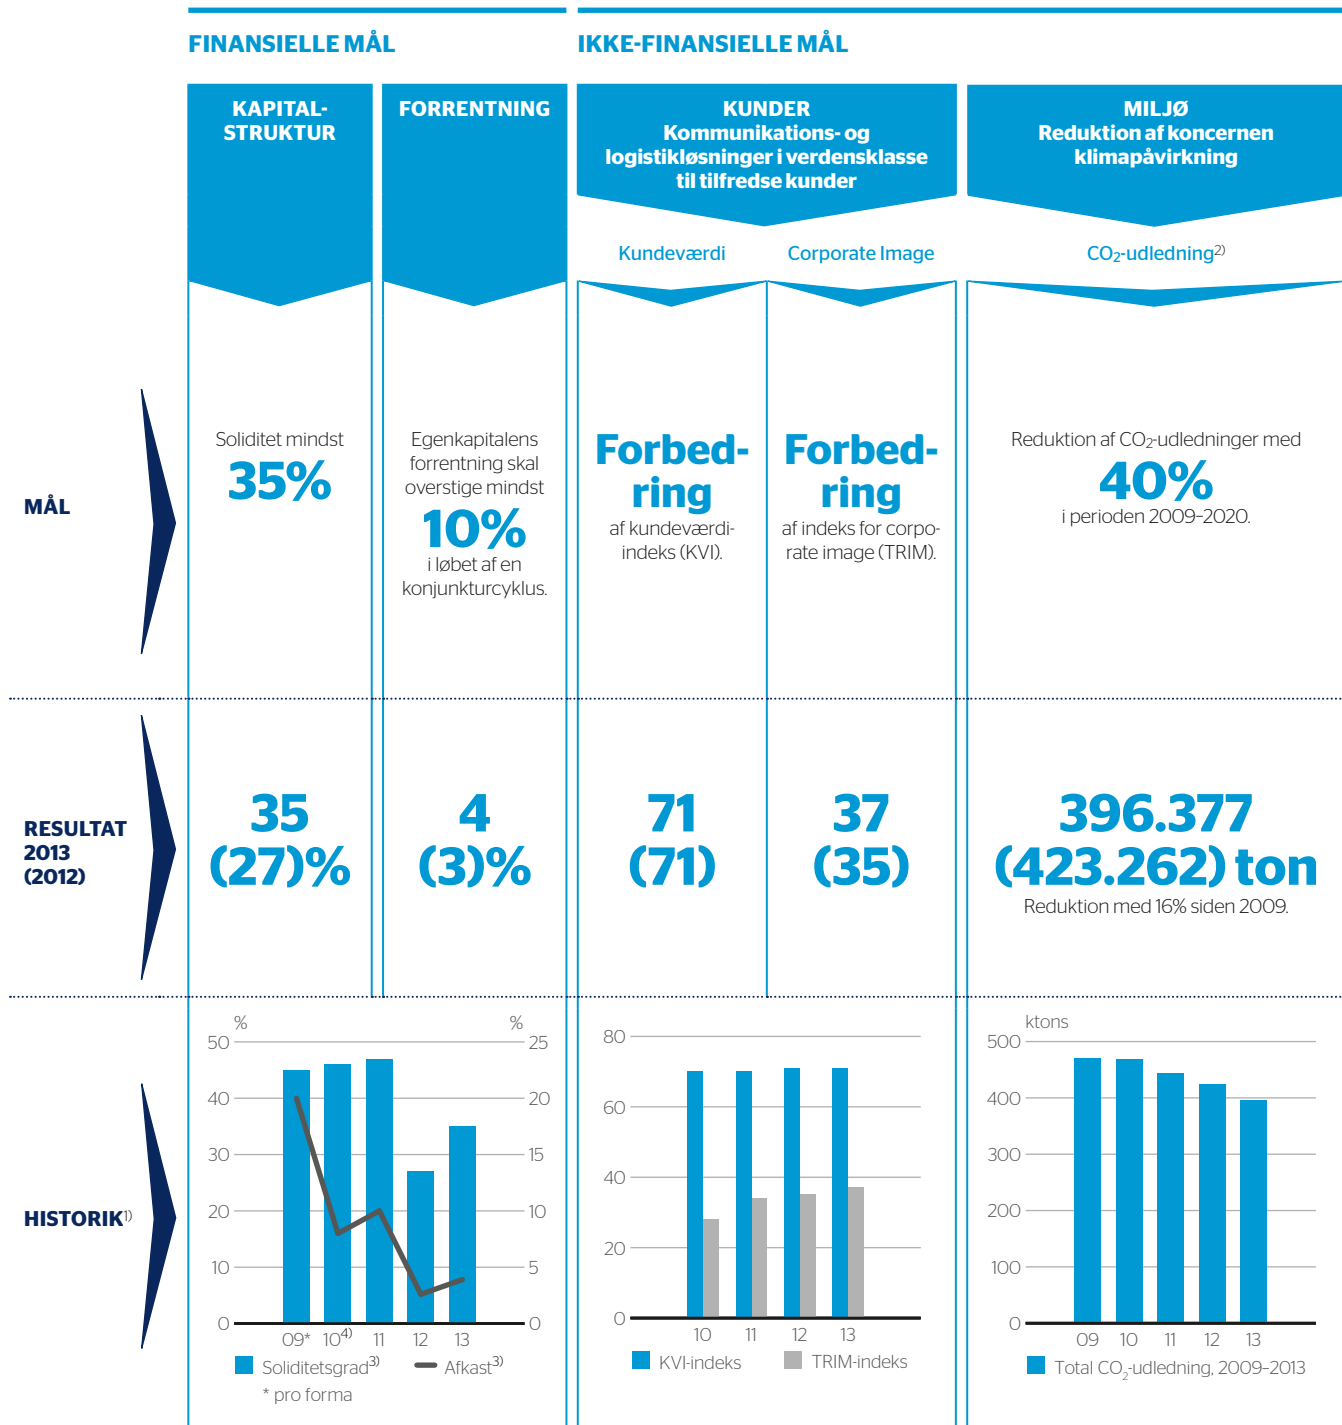 FINANSIELLE MÅL
IKKE-FINANSIELLE MÅL
KAPITAL-
STRUKTUR
FORRENTNING
KUNDER
Kommunikations- og
logistikløsninger i verdensklasse
til tilfredse kunder
MILJØ
Reduktion af koncernen
klimapåvirkning
Kundeværdi
Corporate Image
CO₂-udledning²⁾
MÅL
Soliditet mindst
35%
Egenkapitalens
forrentning skal
overstige mindst
10%
i løbet af en
konjunkturcyklus.
Forbed-
ring
af kundeværdi-
indeks (KVI).
Forbed-
ring
af indeks for corpo-
rate image (TRIM).
Reduktion af CO₂-udledninger med
40%
i perioden 2009–2020.
RESULTAT
2013
(2012)
35
(27)%
4
(3)%
71
(71)
37
(35)
396.377
(423.262) ton
Reduktion med 16% siden 2009.
HISTORIK¹⁾
% %
50 25
40 20
30 15
20 10
10 5
0 0
09* 10⁴⁾ 11 12 13
Soliditetsgrad³⁾ Afkast³⁾
* pro forma
80
60
40
20
0
10 11 12 13
KVI-indeks TRIM-indeks
ktons
500
400
300
200
100
0
09 10 11 12 13
Total CO₂-udledning, 2009–2013